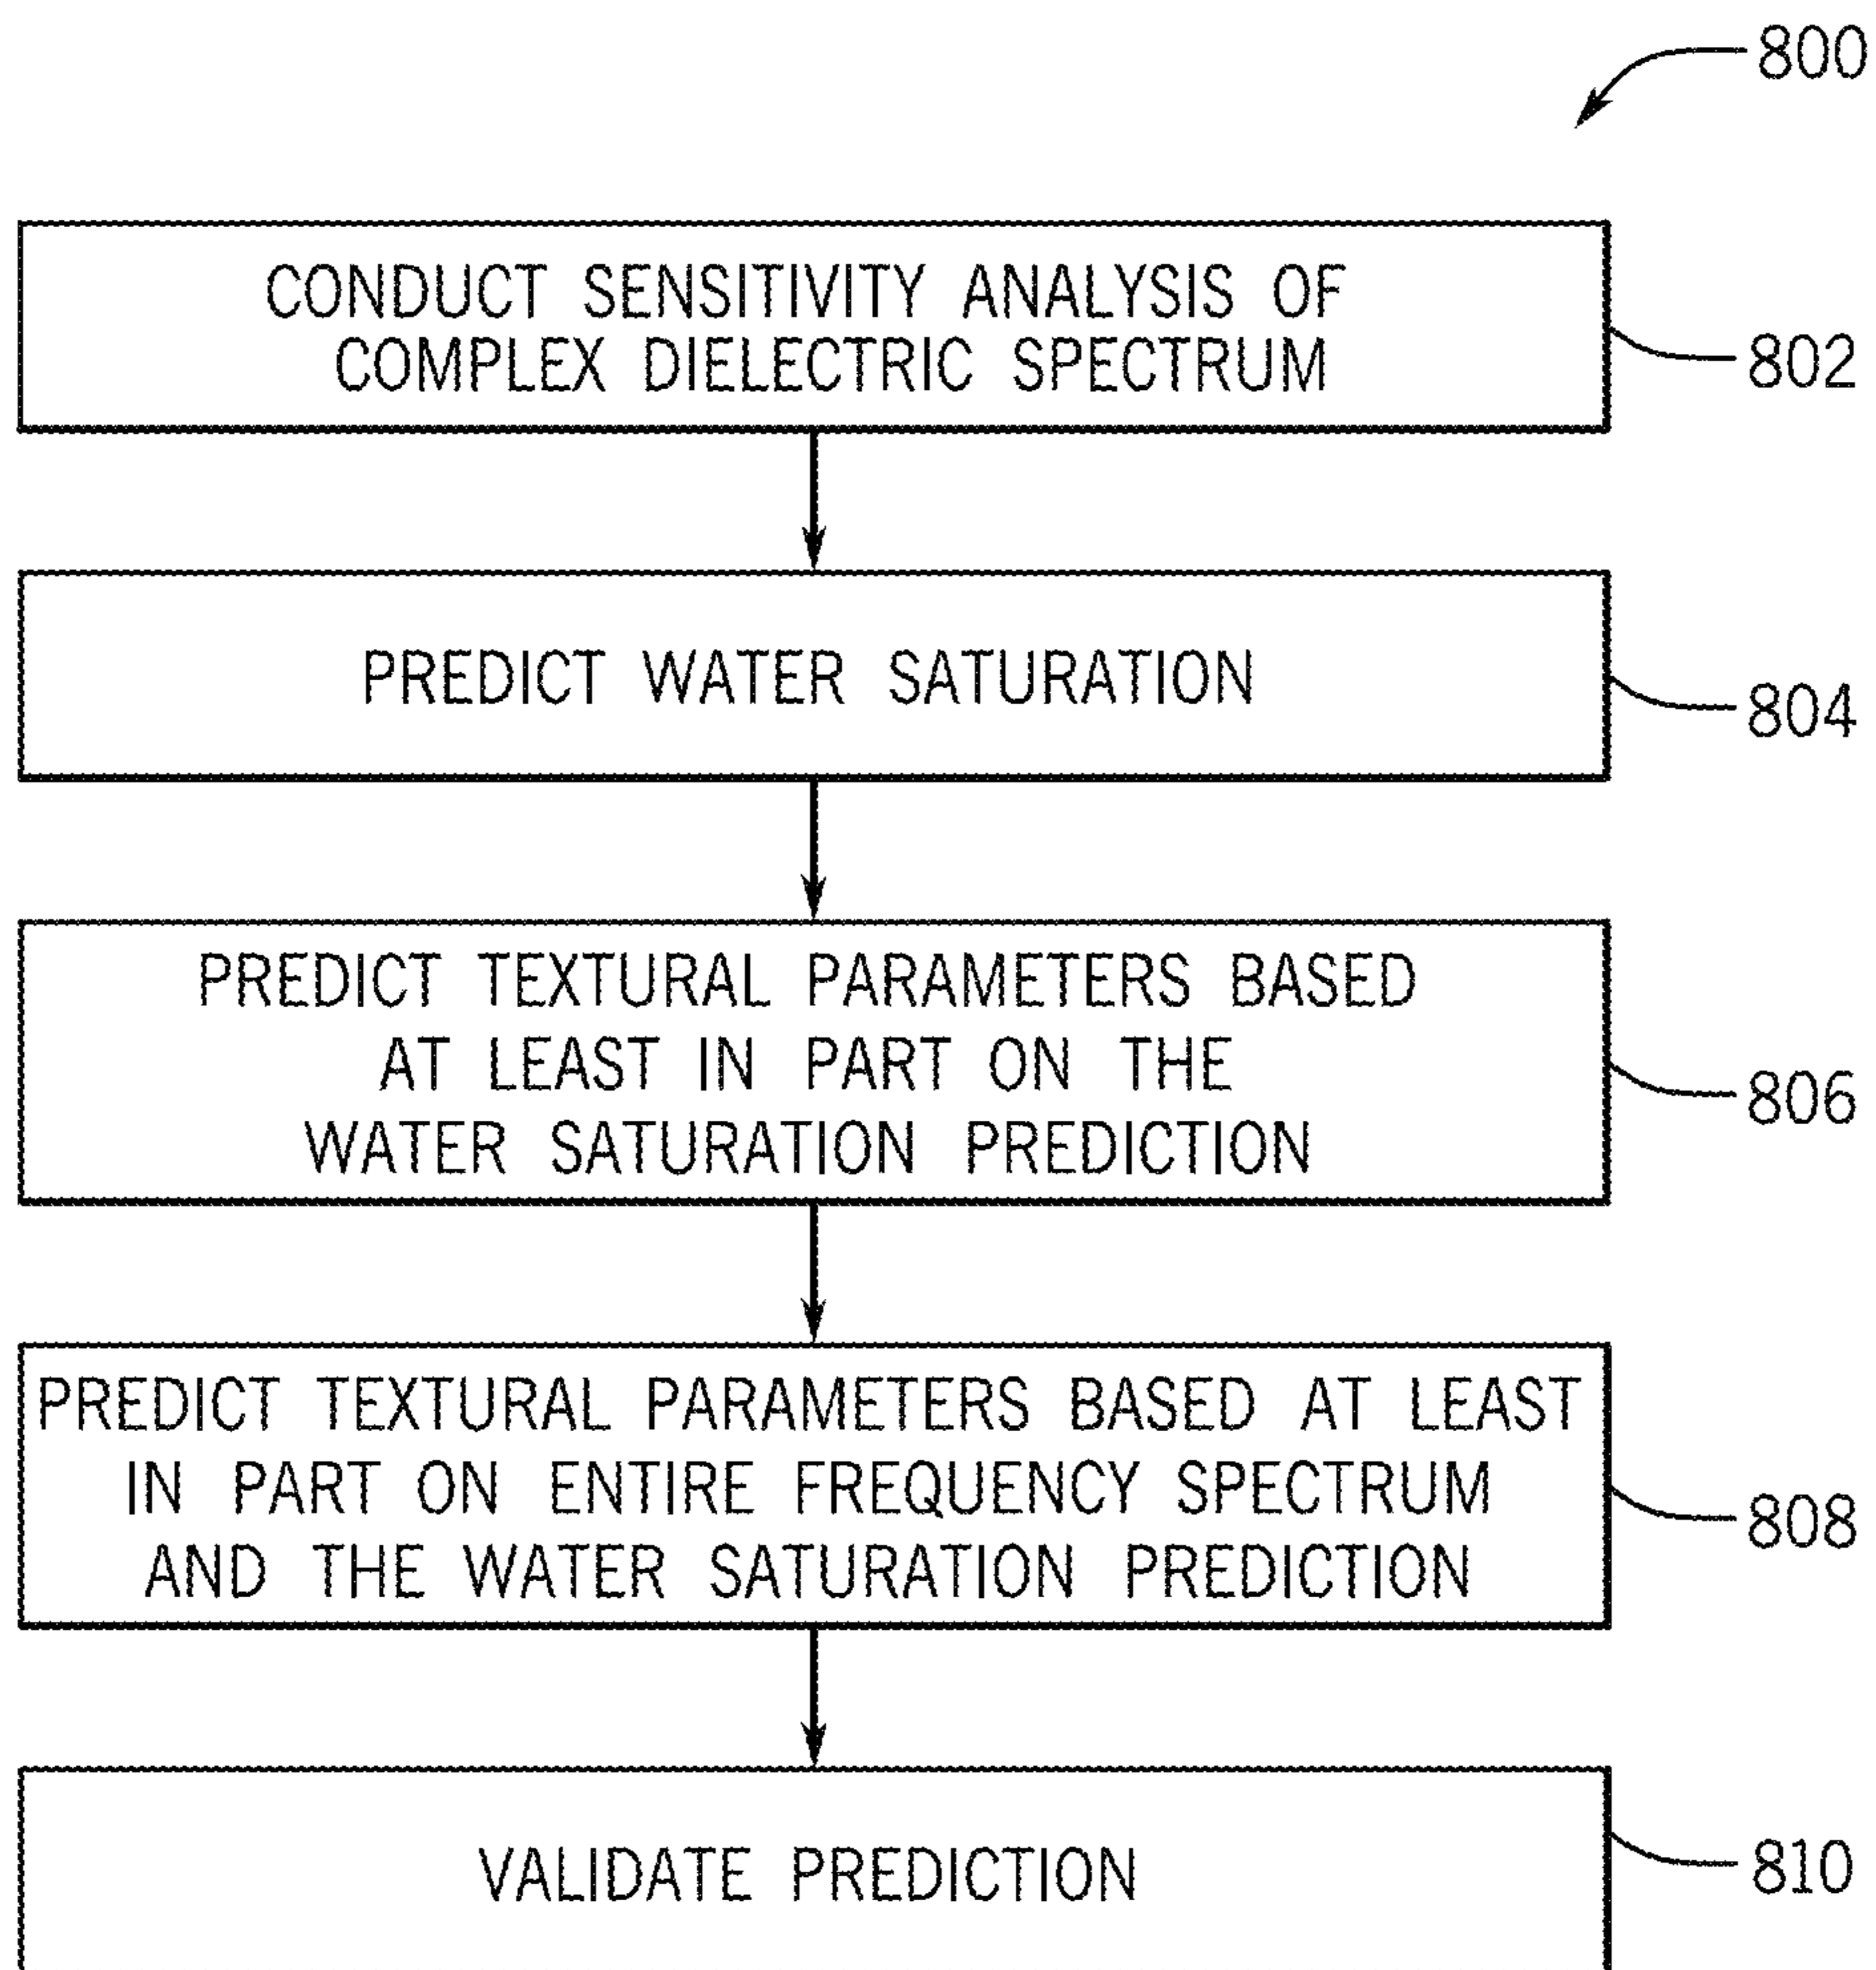 800
CONDUCT SENSITIVITY ANALYSIS OF
COMPLEX DIELECTRIC SPECTRUM
802
PREDICT WATER SATURATION
804
PREDICT TEXTURAL PARAMETERS BASED
AT LEAST IN PART ON THE
WATER SATURATION PREDICTION
806
PREDICT TEXTURAL PARAMETERS BASED AT LEAST
IN PART ON ENTIRE FREQUENCY SPECTRUM
AND THE WATER SATURATION PREDICTION
808
VALIDATE PREDICTION
810